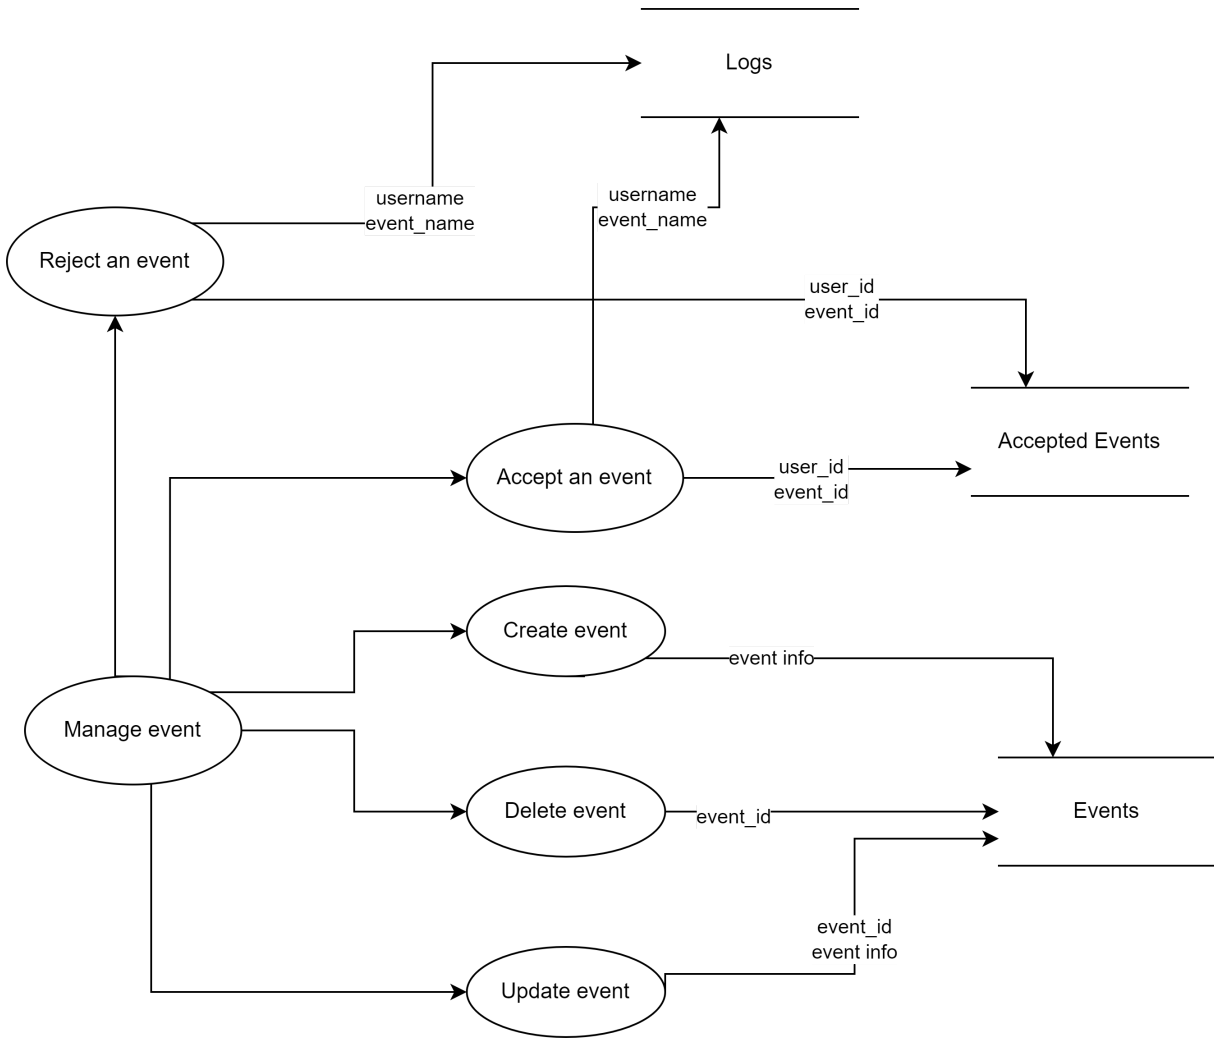 Logs
username
event_name
username
event_name
Reject an event
user_id
event_id
Accepted Events
Accept an event
user_id
event_id
Create event
event info
Manage event
Delete event
event_id
Events
event_id
event info
Update event